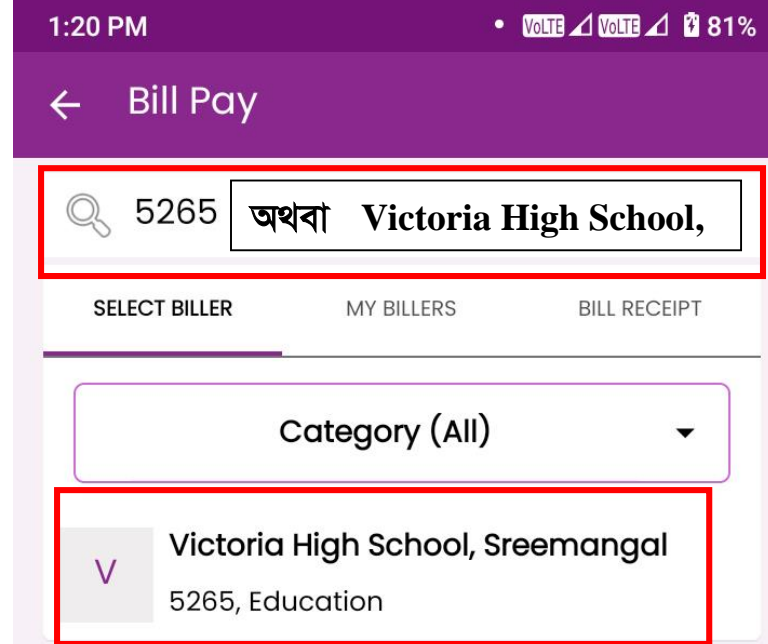 1:20 PM VoLTE VoLTE 81%
Bill Pay
5265 অথবা Victoria High School,
SELECT BILLER MY BILLERS BILL RECEIPT
Category (All)
V Victoria High School, Sreemangal
5265, Education